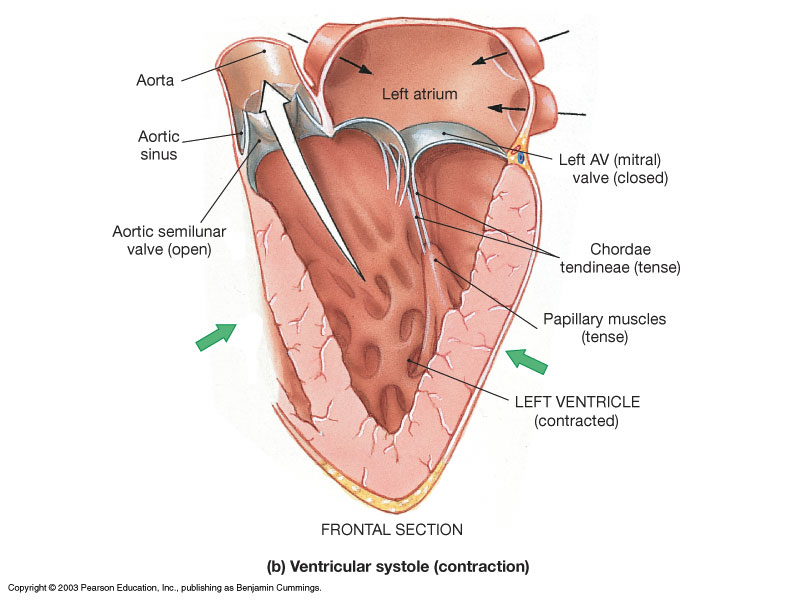 Aorta
Left atrium
Aortic
sinus
Left AV (mitral)
valve (closed)
Aortic semilunar
valve (open)
Chordae
tendineae (tense)
Papillary muscles
(tense)
LEFT VENTRICLE
(contracted)
FRONTAL SECTION
(b) Ventricular systole (contraction)
Copyright © 2003 Pearson Education, Inc., publishing as Benjamin Cummings.